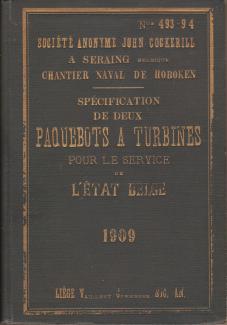 Nos 493-94
SOCIÉTÉ ANONYME JOHN COCKERILL
A SERAING BELGIQUE
CHANTIER NAVAL DE HOBOKEN
SPÉCIFICATION
DE DEUX
PAQUEBOTS A TURBINES
POUR LE SERVICE
DE
L'ÉTAT BELGE
1909
LIÉGE